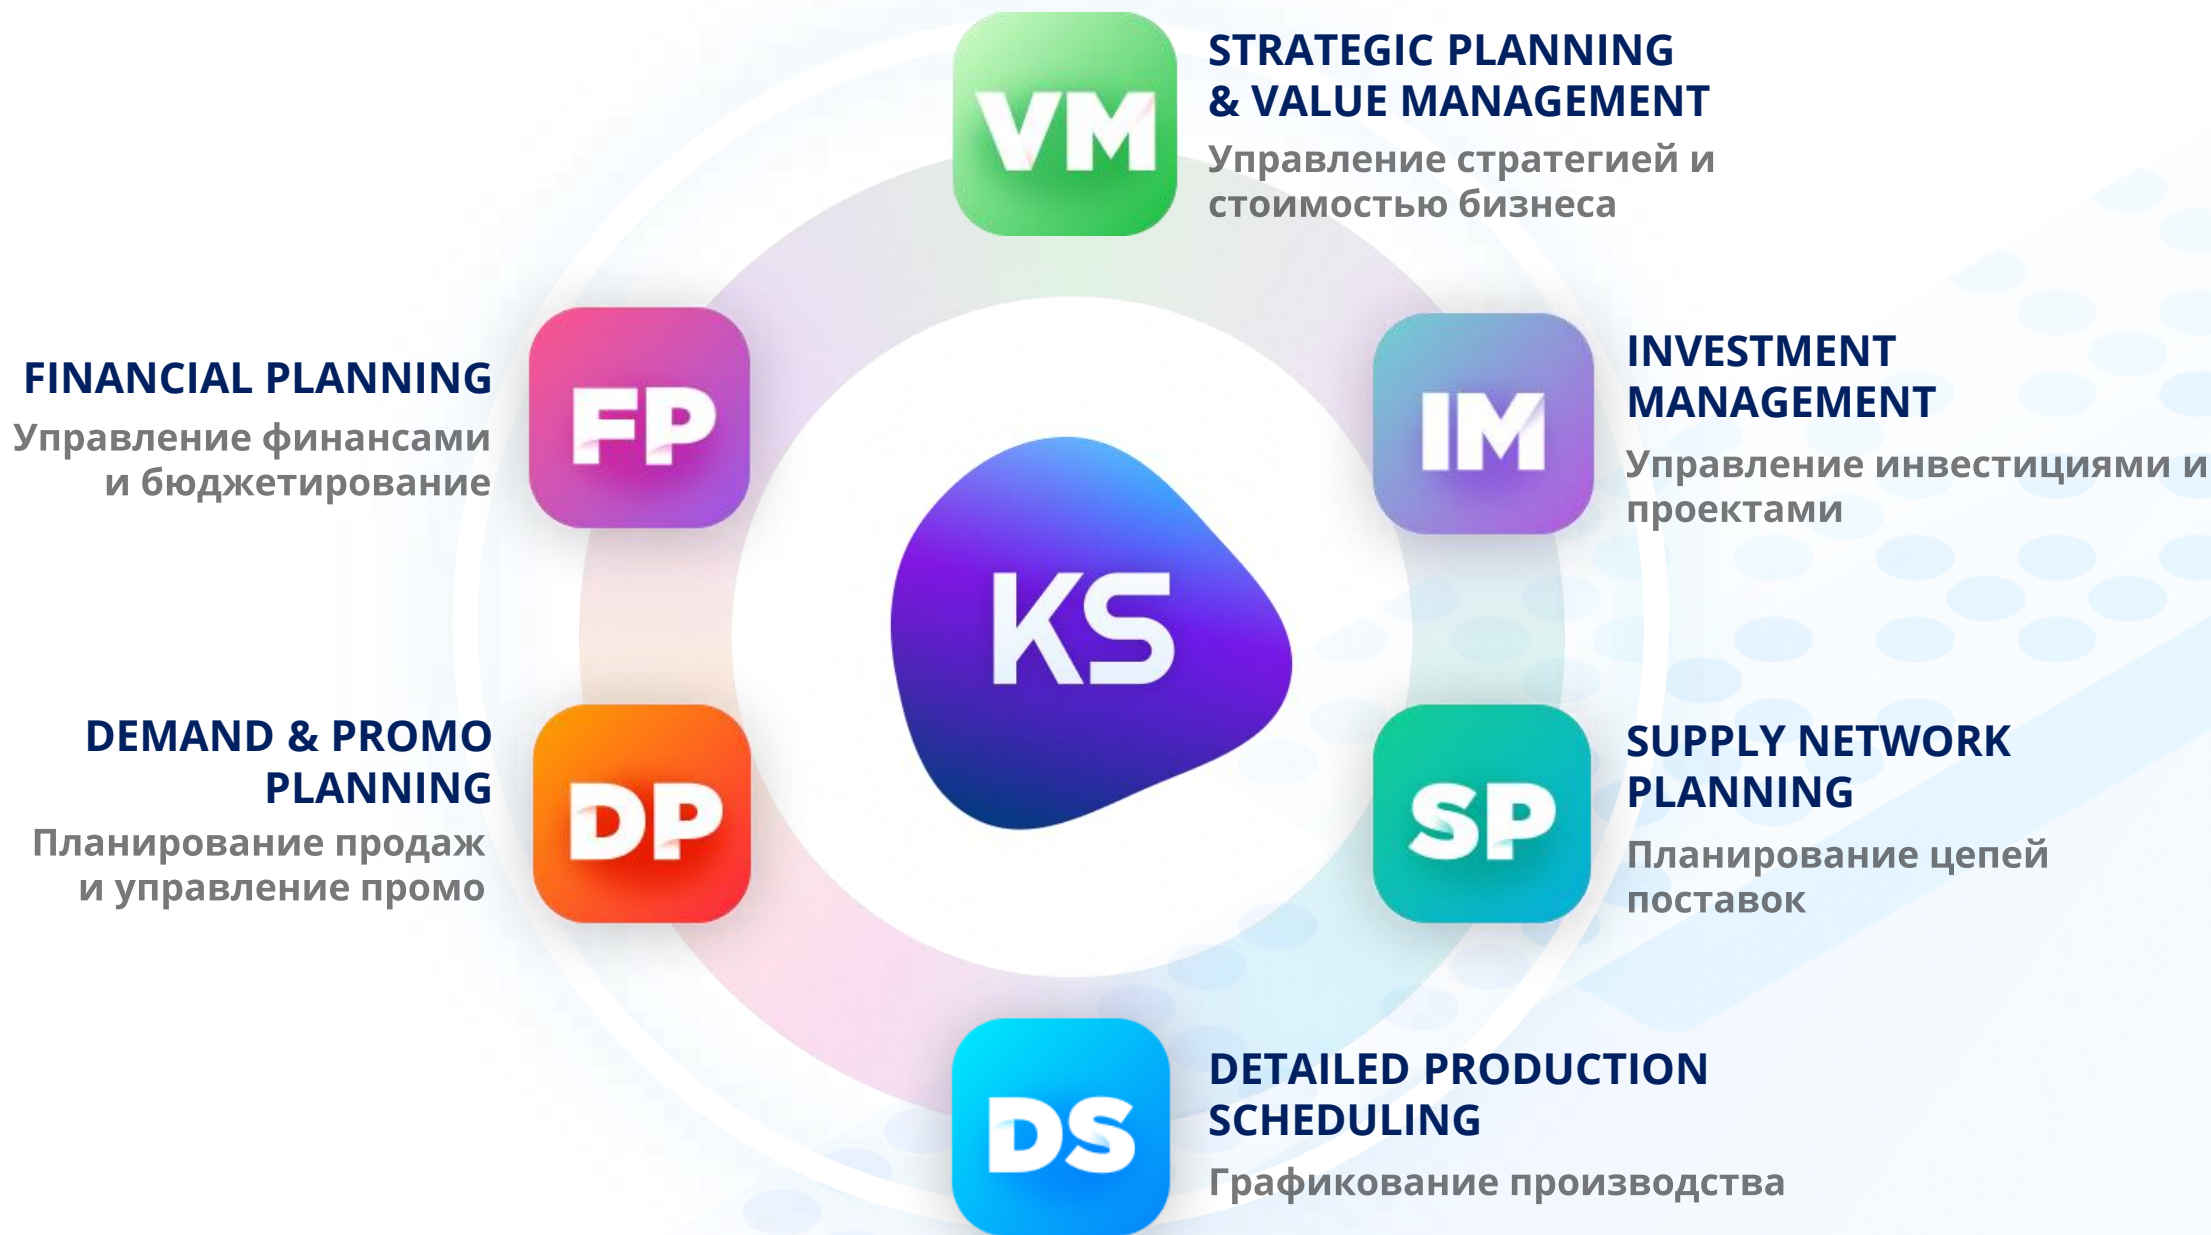 VM
STRATEGIC PLANNING
& VALUE MANAGEMENT
Управление стратегией и
стоимостью бизнеса
FINANCIAL PLANNING
Управление финансами
и бюджетирование
FP
IM
INVESTMENT
MANAGEMENT
Управление инвестициями и
проектами
KS
DEMAND & PROMO
PLANNING
Планирование продаж
и управление промо
DP
SP
SUPPLY NETWORK
PLANNING
Планирование цепей
поставок
DS
DETAILED PRODUCTION
SCHEDULING
Графикование производства